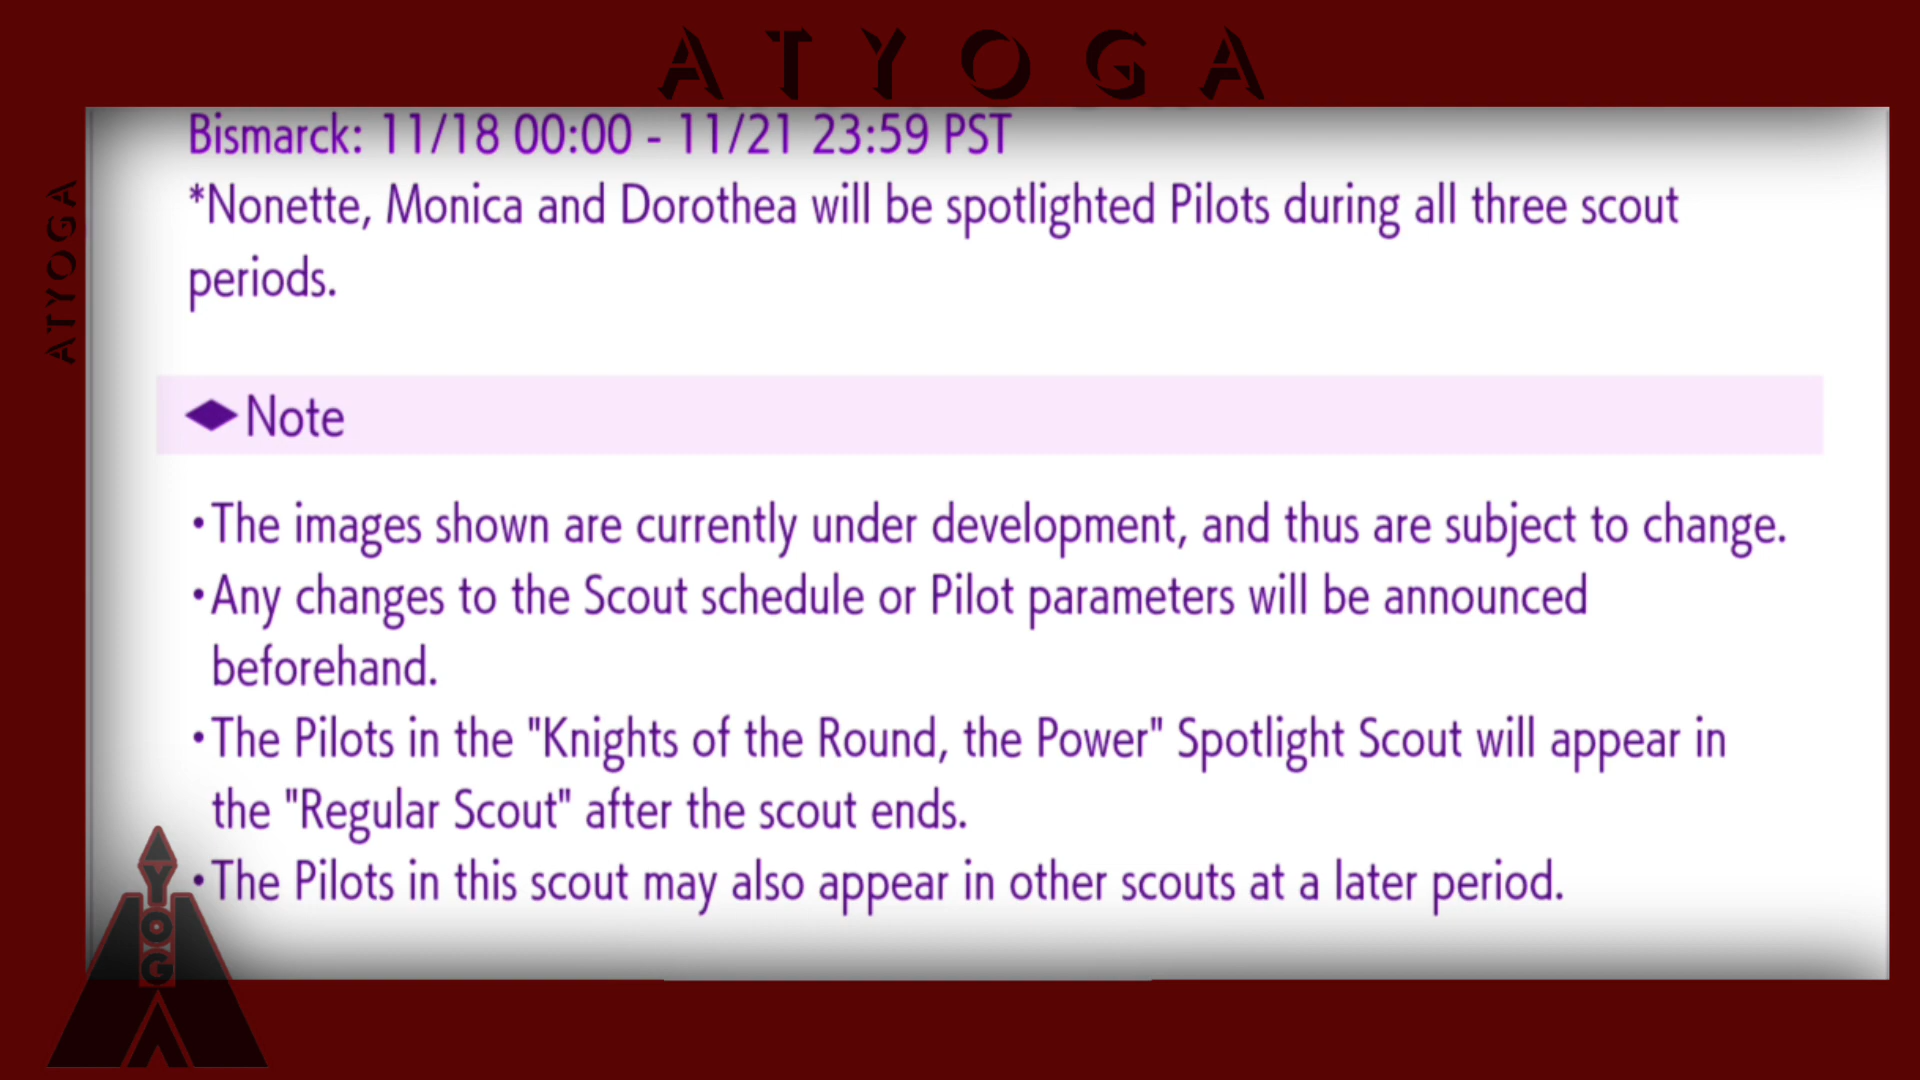 ATYOGA
Bismarck: 11/18 00:00 - 11/21 23:59 PST
*Nonette, Monica and Dorothea will be spotlighted Pilots during all three scout
periods.
ATYOGA
◆Note
・The images shown are currently under development, and thus are subject to change.
・Any changes to the Scout schedule or Pilot parameters will be announced
beforehand.
・The Pilots in the "Knights of the Round, the Power" Spotlight Scout will appear in
the "Regular Scout" after the scout ends.
・The Pilots in this scout may also appear in other scouts at a later period.
YOGA